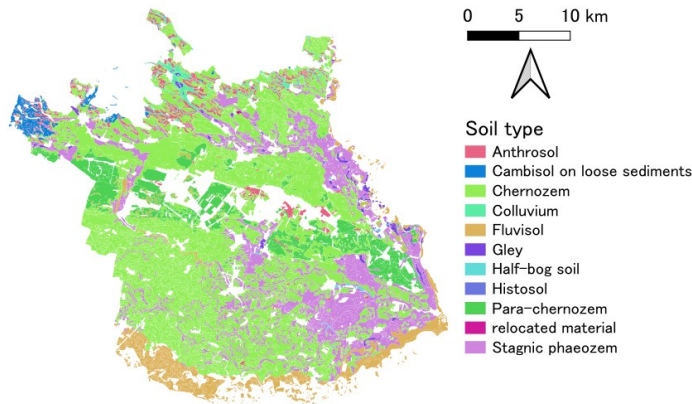 0 5 10 km
Soil type
Anthrosol
Cambisol on loose sediments
Chernozem
Colluvium
Fluvisol
Gley
Half-bog soil
Histosol
Para-chernozem
relocated material
Stagnic phaeozem